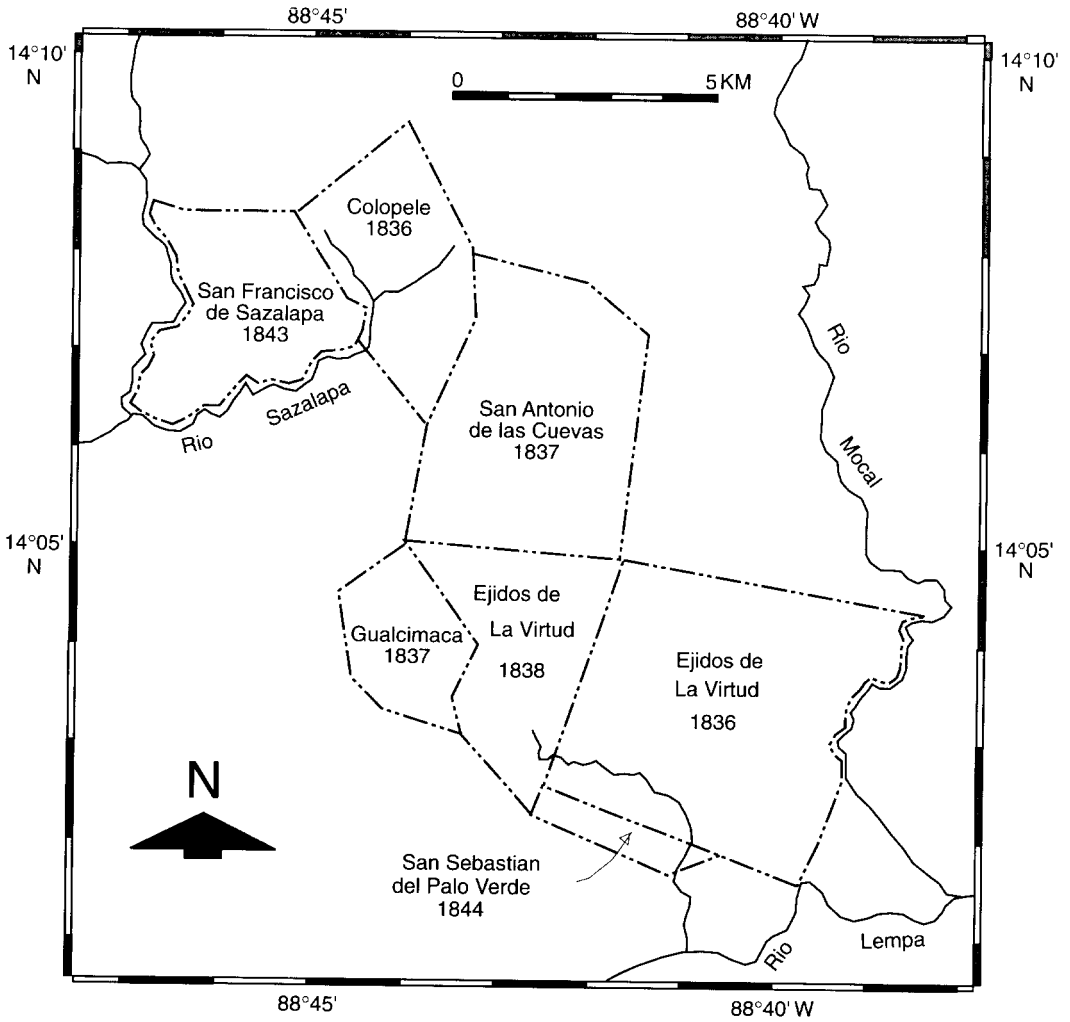 88°45'
88°40' W
14°10'
N
14°10'
N
0
5 KM
Colopele
1836
San Francisco
de Sazalapa
1843
Rio
Sazalapa
San Antonio
de las Cuevas
1837
Rio
Mocal
14°05'
N
14°05'
N
Ejidos de
La Virtud
1838
Gualcimaca
1837
Ejidos de
La Virtud
1836
N
San Sebastian
del Palo Verde
1844
Rio
Lempa
88°45'
88°40' W